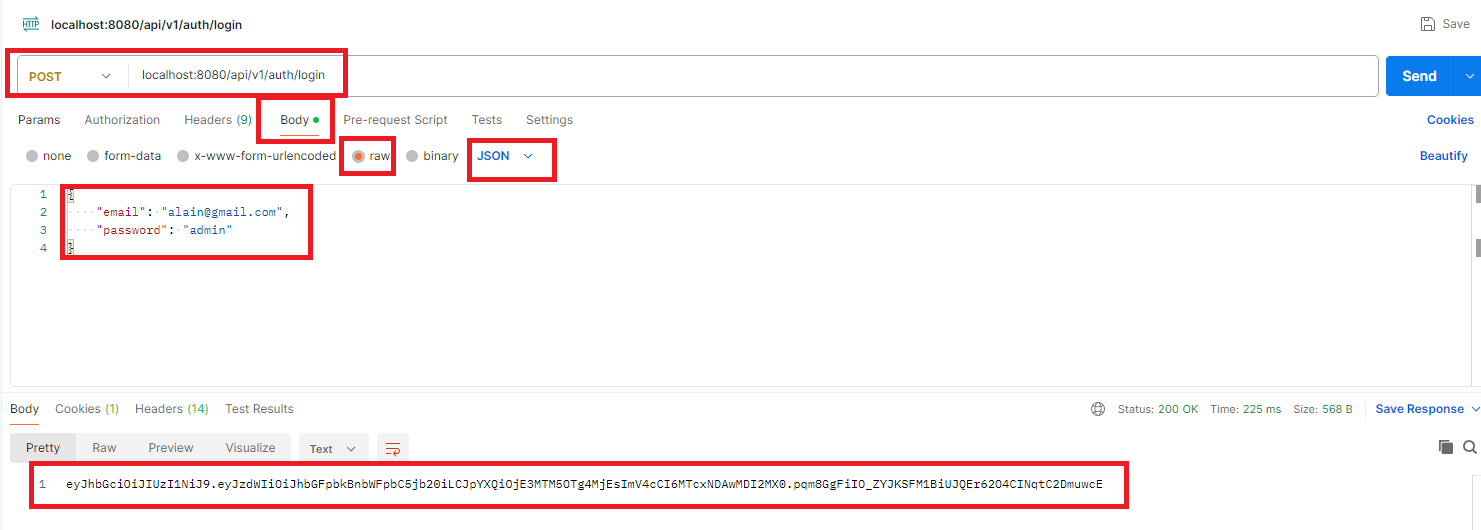 HTTP localhost:8080/api/v1/auth/login Save
POST localhost:8080/api/v1/auth/login Send
Params Authorization Headers (9) Body Pre-request Script Tests Settings Cookies
none form-data x-www-form-urlencoded raw binary JSON Beautify
1 {
2 "email": "alain@gmail.com",
3 "password": "admin"
4 }
Body Cookies (1) Headers (14) Test Results Status: 200 OK Time: 225 ms Size: 568 B Save Response
Pretty Raw Preview Visualize Text
1 eyJhbGciOiJIUzI1NiJ9.eyJzdWIiOiJhbGFpbkBnbWFpbC5jb20iLCJpYXQiOjE3MTM5OTg4MjEsImV4cCI6MTcxNDAwMDI2MX0.pqm8GgFiIO_ZYJKSFM1BiUJQEr62O4CINqtC2DmuwcE